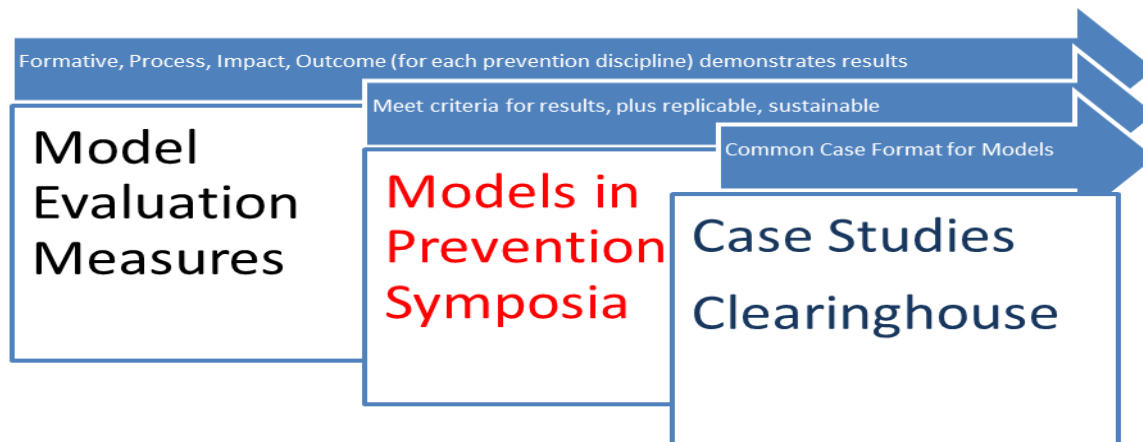 Formative, Process, Impact, Outcome (for each prevention discipline) demonstrates results
Model
Evaluation
Measures
Meet criteria for results, plus replicable, sustainable
Models in
Prevention
Symposia
Common Case Format for Models
Case Studies
Clearinghouse